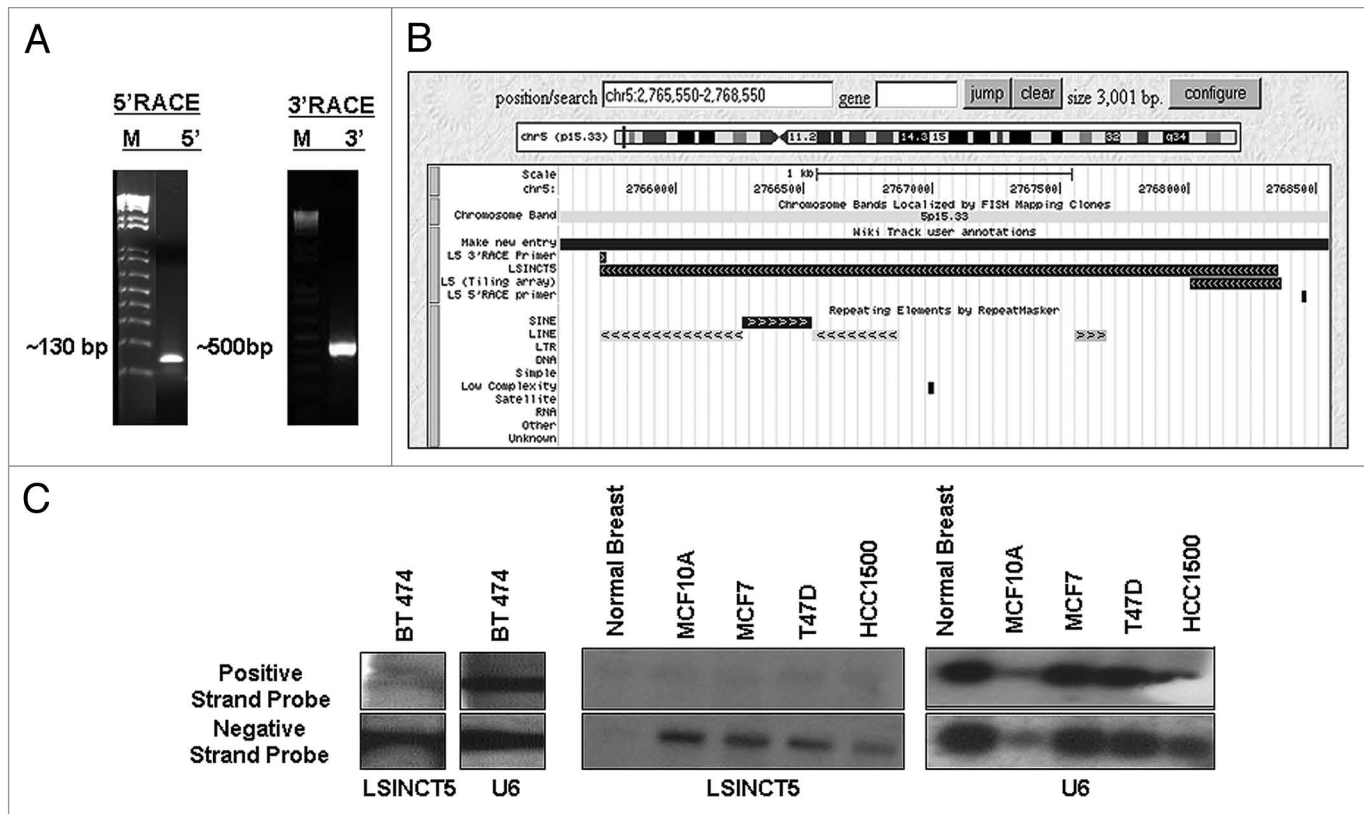 A
5'RACE
M 5'
~130 bp
3'RACE
M 3'
~500bp
B
position/search chr5:2,765,550-2,768,550 gene jump clear size 3,001 bp. configure
chr5 (p15.33) 11.2 14.3 15 32 q34
Scale 1 kb
chr5: 2766000 2766500 2767000 2767500 2768000 2768500
Chromosome Bands Localized by FISH Mapping Clones
Chromosome Band 5p15.33
Wiki Track user annotations
Make new entry
L5 3'RACE Primer
LSINCT5
L5 (Tiling array)
L5 5'RACE primer
Repeating Elements by RepeatMasker
SINE
LINE
LTR
DNA
Simple
Low Complexity
Satellite
RNA
Other
Unknown
C
BT 474 BT 474
Normal Breast MCF10A MCF7 T47D HCC1500
Normal Breast MCF10A MCF7 T47D HCC1500
Positive
Strand Probe
Negative
Strand Probe
LSINCT5 U6 LSINCT5 U6